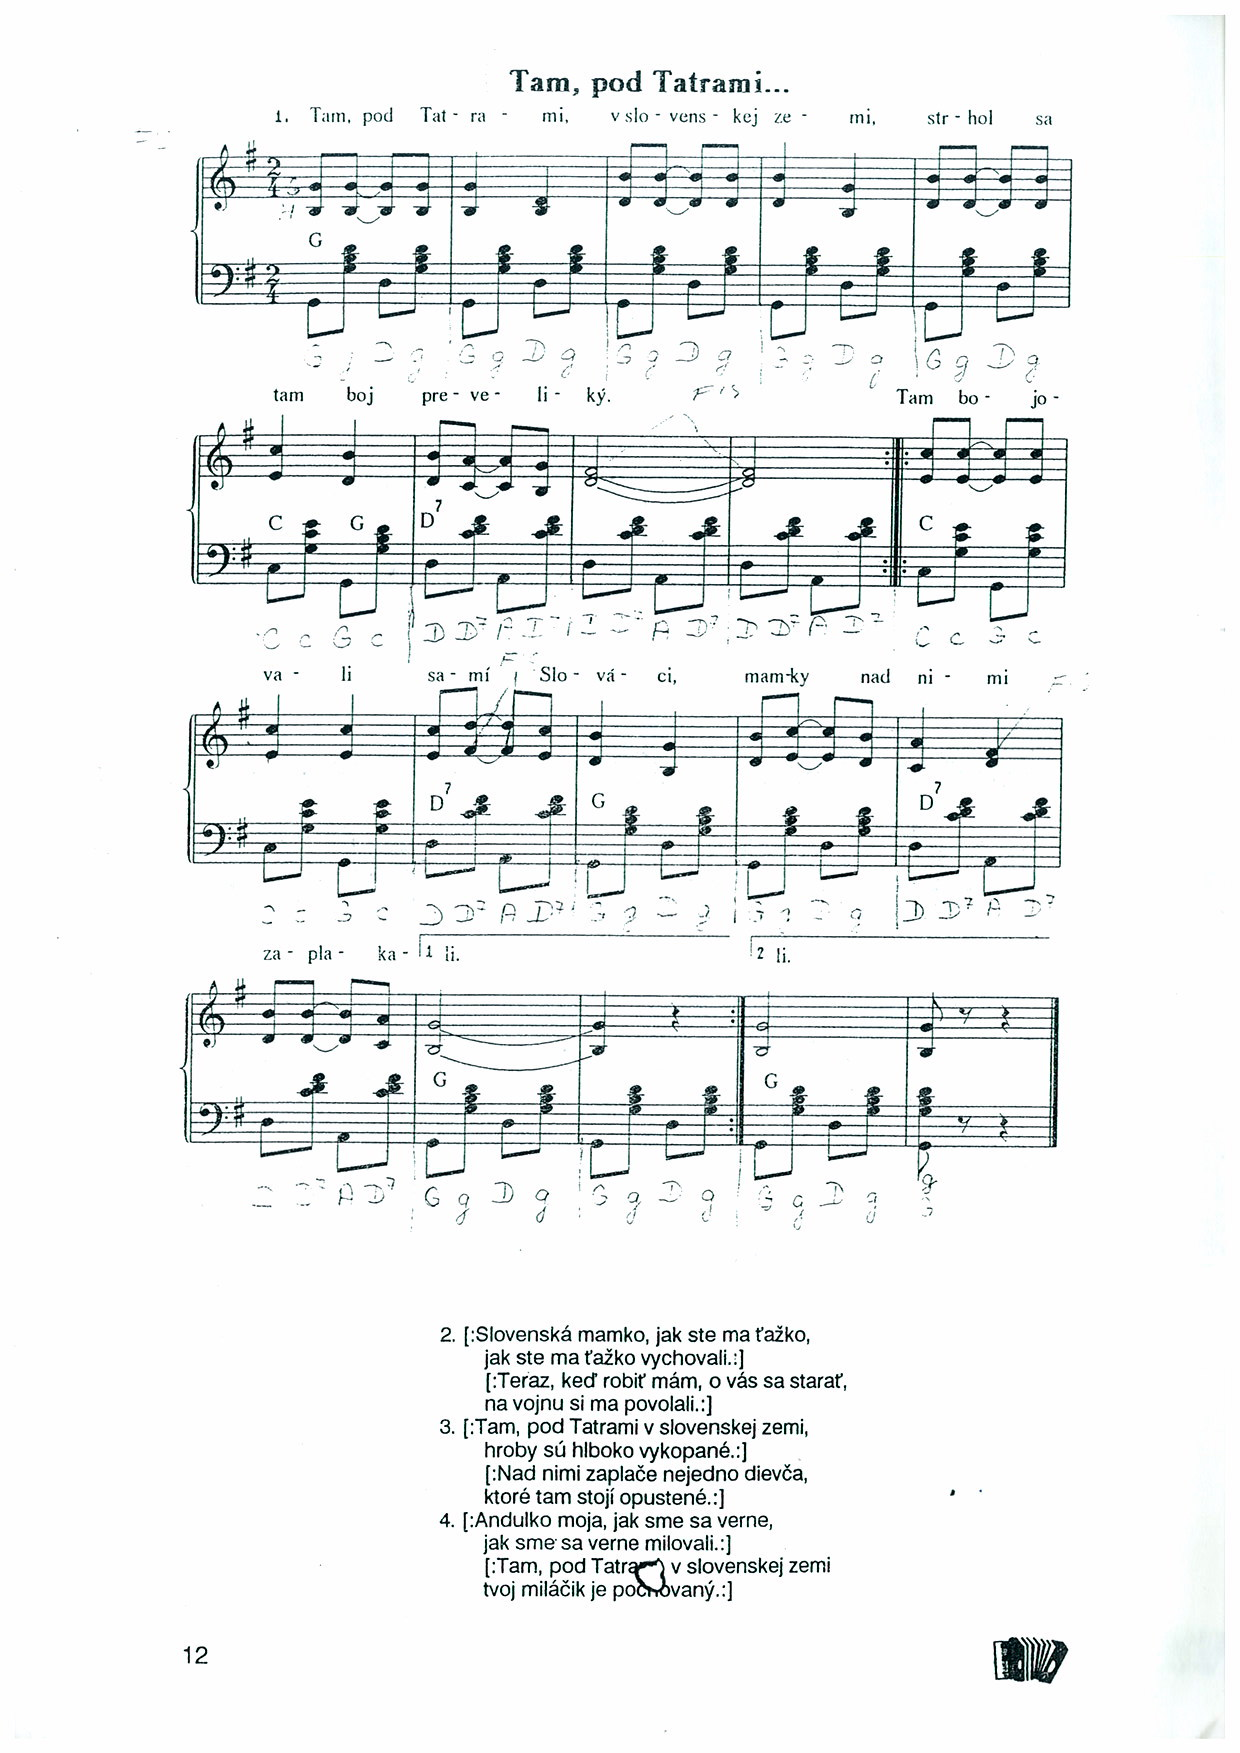 Tam, pod Tatrami...
1. Tam, pod Tat - ra - mi, v slo - vens - kej ze - mi, str - hol sa
G
G g D g G g D g G g D g G g D g G g D g
tam boj pre - ve - li - ký. Fis Tam bo - jo -
C G D7 C
C c G c D D7 A D7 D D7 A D7 D D7 A D7 C c G c
va - li sa - mí Slo - vá - ci, mam-ky nad ni - mi
D7 G D7
C c G c D D7 A D7 G g D g G g D g D D7 A D7
za - pla - ka - 1 li. 2 li.
G G
D D7 A D7 G g D g G g D g G g D g g
G
2. [:Slovenská mamko, jak ste ma ťažko,
jak ste ma ťažko vychovali.:]
[:Teraz, keď robiť mám, o vás sa starať,
na vojnu si ma povolali.:]
3. [:Tam, pod Tatrami v slovenskej zemi,
hroby sú hlboko vykopané.:]
[:Nad nimi zaplače nejedno dievča,
ktoré tam stojí opustené.:]
4. [:Andulko moja, jak sme sa verne,
jak sme sa verne milovali.:]
[:Tam, pod Tatrami v slovenskej zemi
tvoj miláčik je pochovaný.:]
12